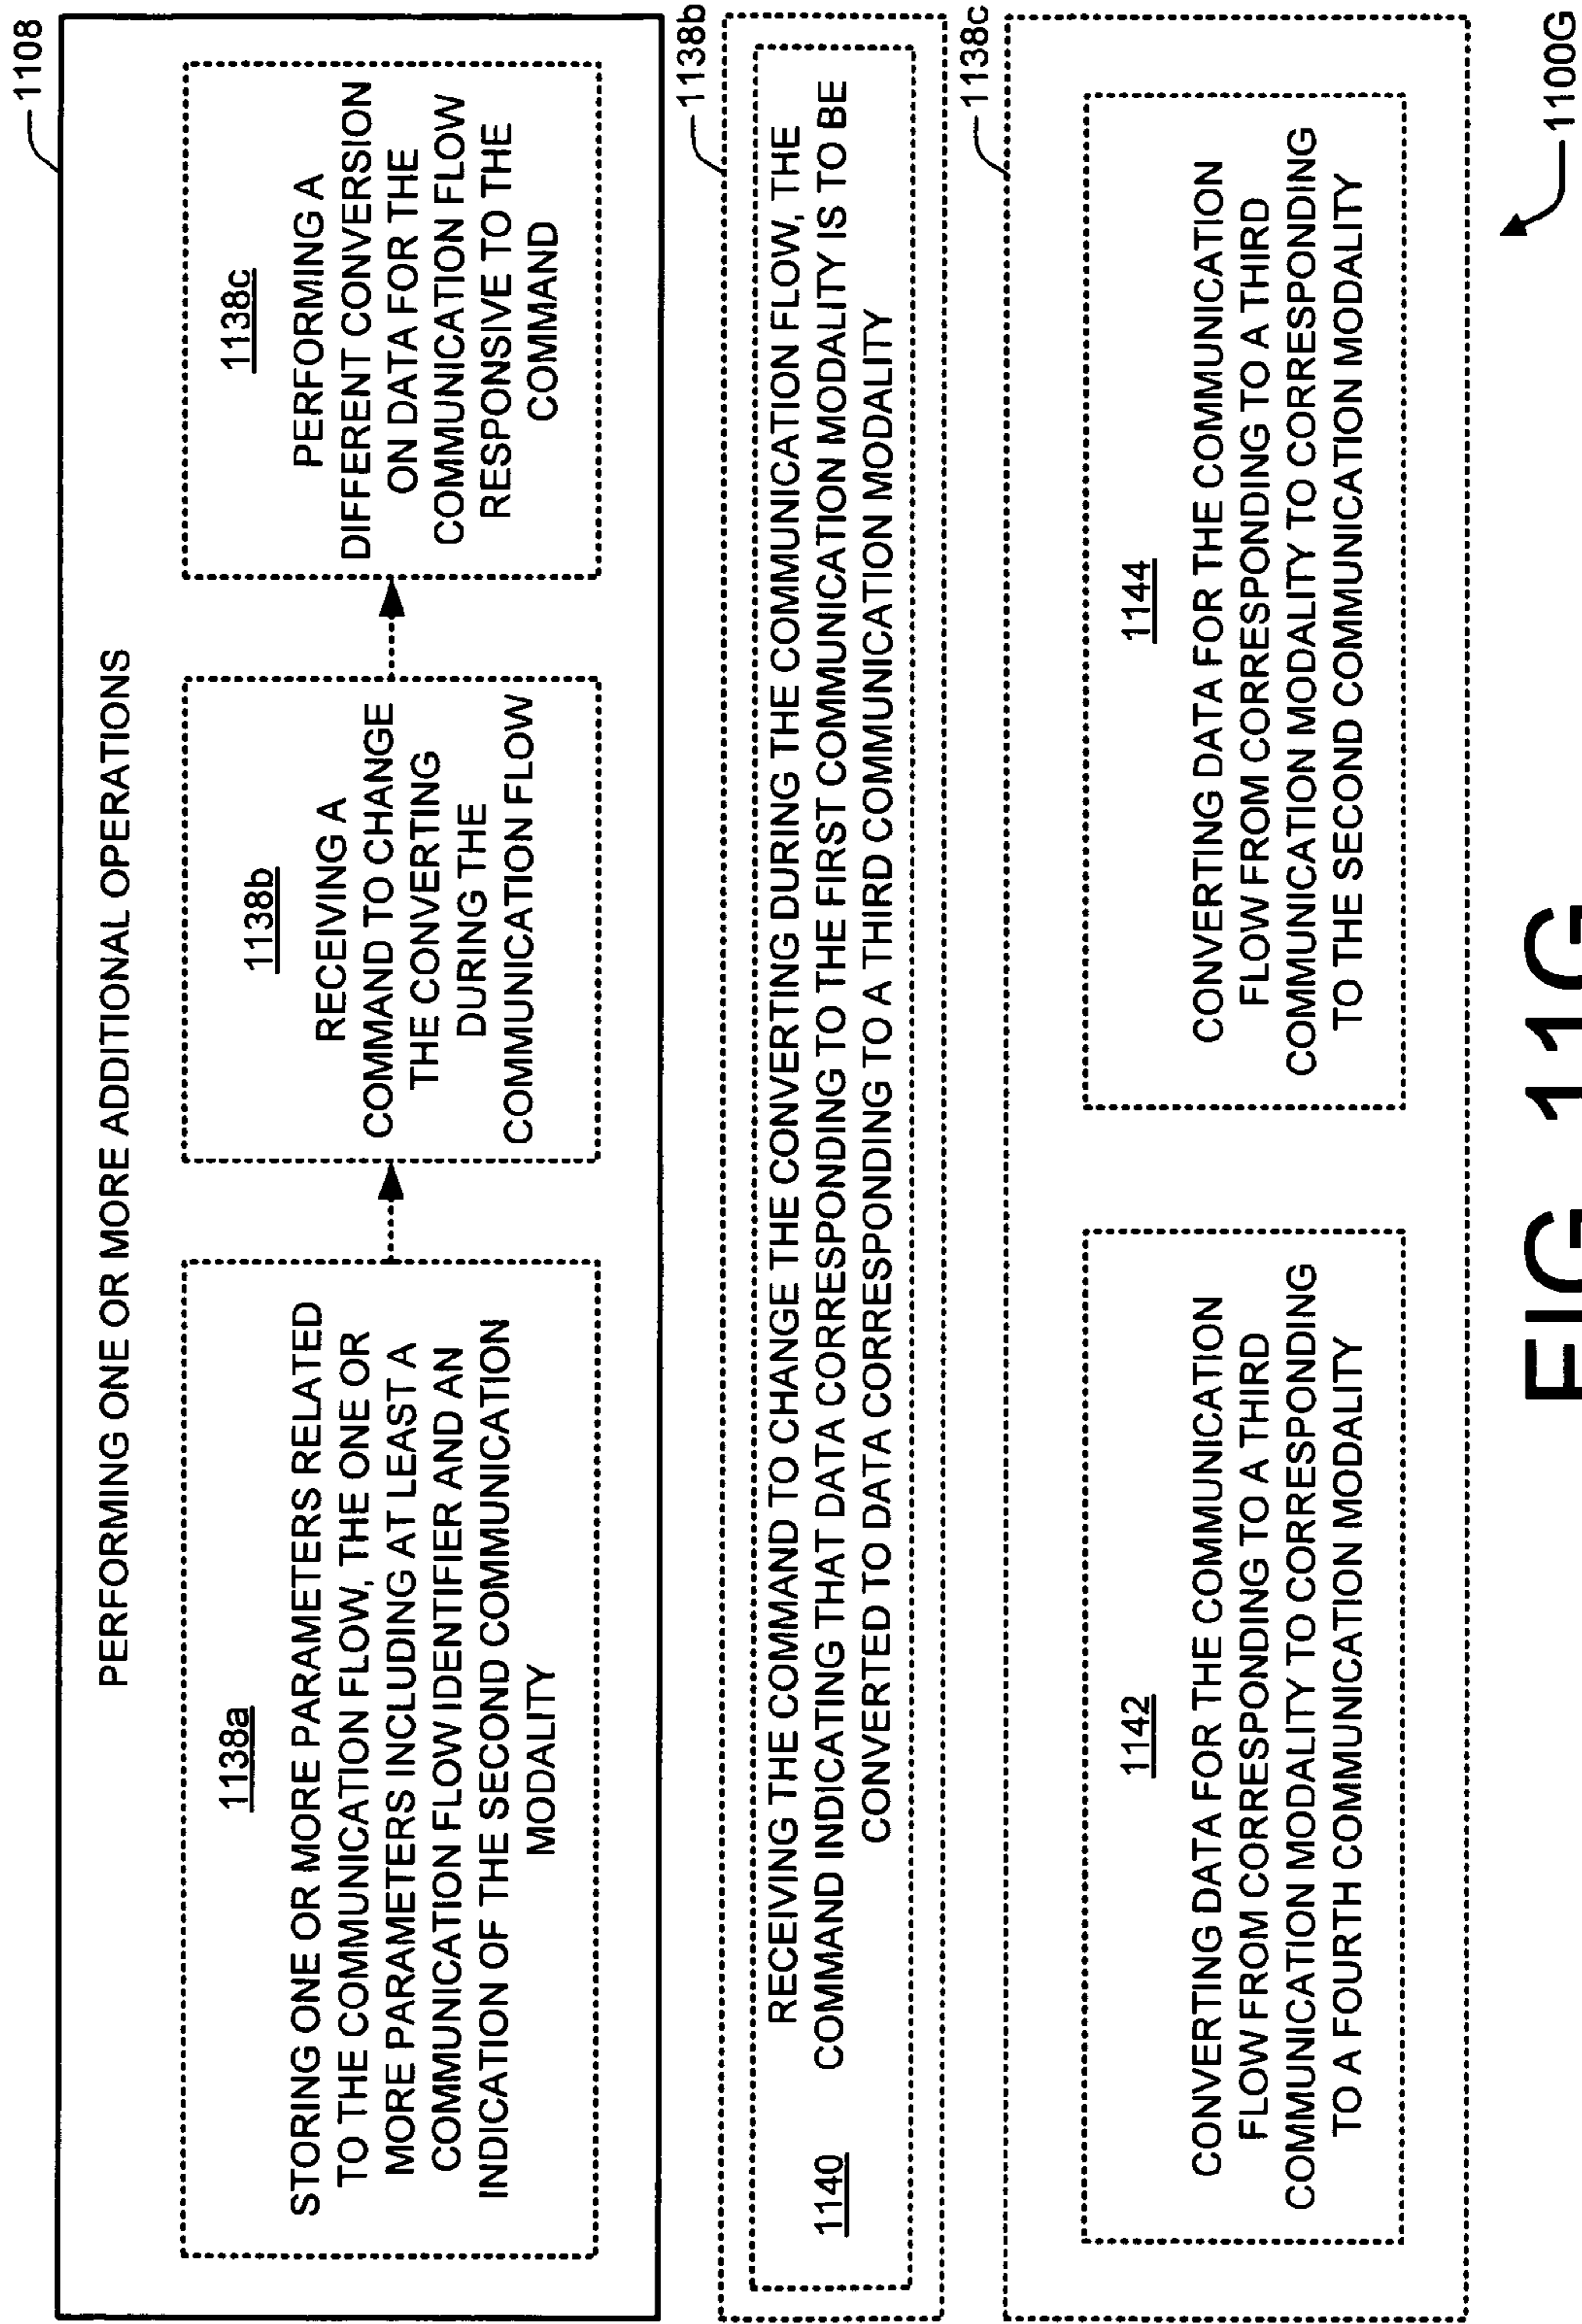 1108
PERFORMING ONE OR MORE ADDITIONAL OPERATIONS
1138a
STORING ONE OR MORE PARAMETERS RELATED
TO THE COMMUNICATION FLOW, THE ONE OR
MORE PARAMETERS INCLUDING AT LEAST A
COMMUNICATION FLOW IDENTIFIER AND AN
INDICATION OF THE SECOND COMMUNICATION
MODALITY
1138b
RECEIVING A
COMMAND TO CHANGE
THE CONVERTING
DURING THE
COMMUNICATION FLOW
1138c
PERFORMING A
DIFFERENT CONVERSION
ON DATA FOR THE
COMMUNICATION FLOW
RESPONSIVE TO THE
COMMAND
1138b
1140
RECEIVING THE COMMAND TO CHANGE THE CONVERTING DURING THE COMMUNICATION FLOW, THE
COMMAND INDICATING THAT DATA CORRESPONDING TO THE FIRST COMMUNICATION MODALITY IS TO BE
CONVERTED TO DATA CORRESPONDING TO A THIRD COMMUNICATION MODALITY
1138c
1142
CONVERTING DATA FOR THE COMMUNICATION
FLOW FROM CORRESPONDING TO A THIRD
COMMUNICATION MODALITY TO CORRESPONDING
TO A FOURTH COMMUNICATION MODALITY
1144
CONVERTING DATA FOR THE COMMUNICATION
FLOW FROM CORRESPONDING TO A THIRD
COMMUNICATION MODALITY TO CORRESPONDING
TO THE SECOND COMMUNICATION MODALITY
1100G
FIG. 11G